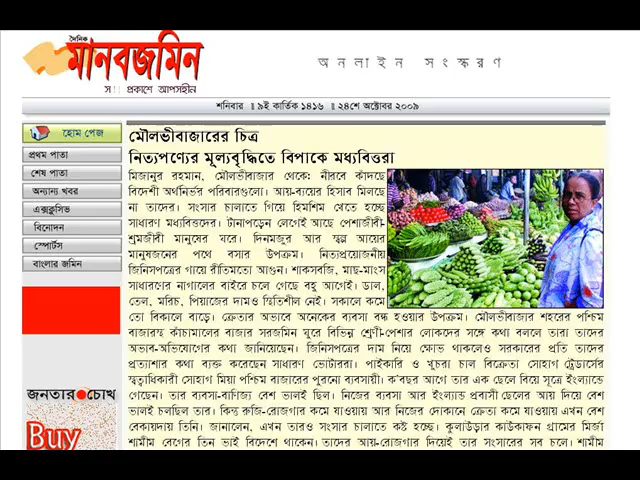 দৈনিক
মানবজমিন
প্রকাশে আপসহীন
অনলাইন সংস্করণ
শনিবার ॥ ৯ই কার্তিক ১৪১৬ ॥ ২৪শে অক্টোবর ২০০৯
হোম পেজ
প্রথম পাতা
শেষ পাতা
অন্যান্য খবর
এক্সক্লুসিভ
বিনোদন
স্পোর্টস
বাংলার জমিন
জনতার চোখ
Buy
মৌলভীবাজারের চিত্র
নিত্যপণ্যের মূল্যবৃদ্ধিতে বিপাকে মধ্যবিত্তরা
মিজানুর রহমান, মৌলভীবাজার থেকে: নীরবে কাঁদছে
বিদেশী অর্থনির্ভর পরিবারগুলো। আয়-ব্যয়ের হিসাব মিলছে
না তাদের। সংসার চালাতে গিয়ে হিমশিম খেতে হচ্ছে
সাধারণ মধ্যবিত্তদের। টানাপড়েন লেগেই আছে পেশাজীবী-
শ্রমজীবী মানুষের ঘরে। দিনমজুর আর স্বল্প আয়ের
মানুষজনের পথে বসার উপক্রম। নিত্যপ্রয়োজনীয়
জিনিসপত্রের গায়ে রীতিমতো আগুন। শাকসবজি, মাছ-মাংস
সাধারণের নাগালের বাইরে চলে গেছে বহু আগেই। ডাল,
তেল, মরিচ, পিয়াজের দামও স্থিতিশীল নেই। সকালে কমে
তো বিকালে বাড়ে। ক্রেতার অভাবে অনেকের ব্যবসা বন্ধ হওয়ার উপক্রম। মৌলভীবাজার শহরের পশ্চিম
বাজারস্থ কাঁচামালের বাজার সরজমিন ঘুরে বিভিন্ন শ্রেণী-পেশার লোকদের সঙ্গে কথা বললে তারা তাদের
অভাব-অভিযোগের কথা জানিয়েছেন। জিনিসপত্রের দাম নিয়ে ক্ষোভ থাকলেও সরকারের প্রতি তাদের
প্রত্যাশার কথা ব্যক্ত করেছেন সাধারণ ভোটাররা। পাইকারি ও খুচরা চাল বিক্রেতা সোহাগ ট্রেডার্সের
স্বত্বাধিকারী সোহাগ মিয়া পশ্চিম বাজারের পুরনো ব্যবসায়ী। ক'বছর আগে তার এক ছেলে বিয়ে সূত্রে ইংল্যান্ডে
গেছেন। তার ব্যবসা-বাণিজ্য বেশ ভালই ছিল। নিজের ব্যবসা আর ইংল্যান্ড প্রবাসী ছেলের আয় দিয়ে বেশ
ভালই চলছিল তার। কিন্তু রুজি-রোজগার কমে যাওয়ায় আর নিজের দোকানে ক্রেতা কমে যাওয়ায় এখন বেশ
বেকায়দায় তিনি। জানালেন, এখন তারও সংসার চালাতে কষ্ট হচ্ছে। কুলাউড়ার কাউকাফন গ্রামের মির্জা
শামীম বেগের তিন ভাই বিদেশে থাকেন। তাদের আয়-রোজগার দিয়েই তার সংসারের সব চলে। শামীম